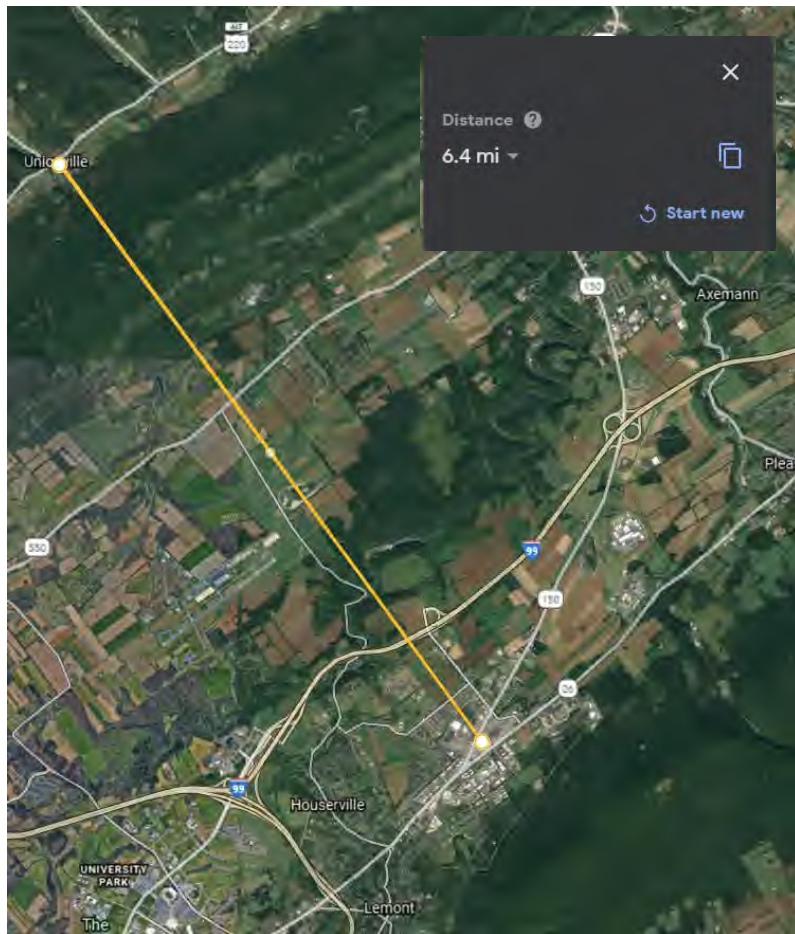 ALT
220
Distance
6.4 mi
Start new
150
Axemann
Plea
550
99
150
26
99
Houserville
UNIVERSITY
PARK
The
Lemont